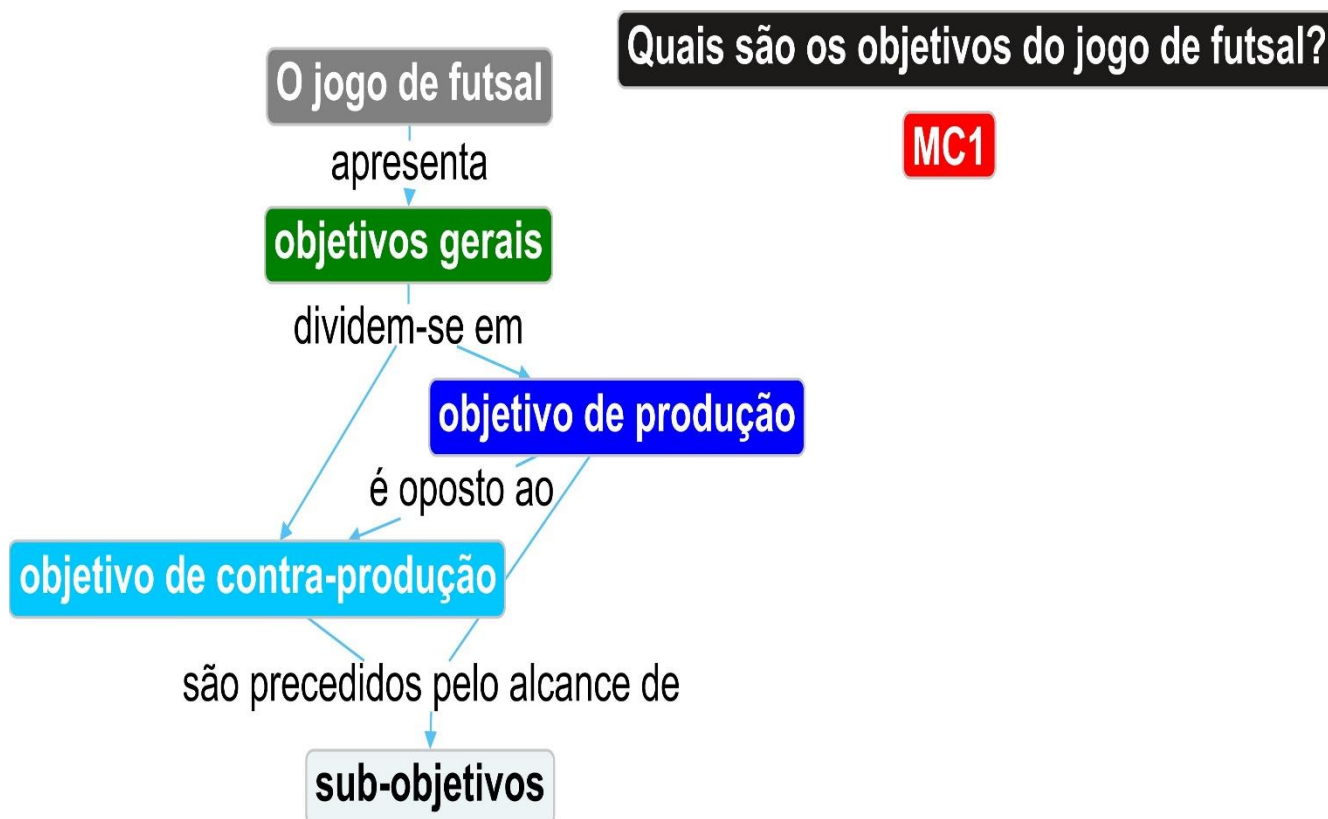 Quais são os objetivos do jogo de futsal?
MC1
O jogo de futsal
apresenta
objetivos gerais
dividem-se em
objetivo de produção
é oposto ao
objetivo de contra-produção
são precedidos pelo alcance de
sub-objetivos